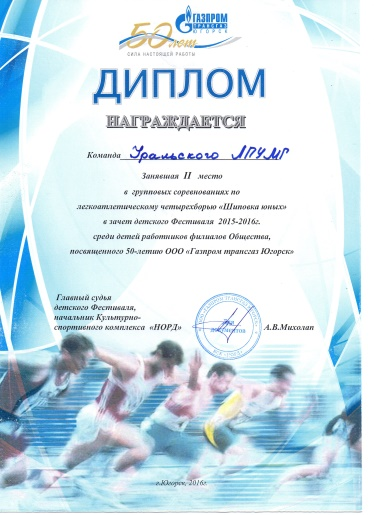 ГАЗПРОМ
ТРАНСГАЗ
ЮГОРСК
50 лет
СИЛА НАСТОЯЩЕЙ РАБОТЫ
ДИПЛОМ
НАГРАЖДАЕТСЯ
Команда Уральского ЛПУМГ
Занявшая II место
в групповых соревнованиях по
легкоатлетическому четырехборью «Шиповка юных»
в зачет детского Фестиваля 2015-2016г.
среди детей работников филиалов Общества,
посвященного 50-летию ООО «Газпром трансгаз Югорск»
Главный судья
детского Фестиваля,
начальник Культурно-
спортивного комплекса «НОРД» А.В.Михолап
Для
документов
г.Югорск, 2016г.